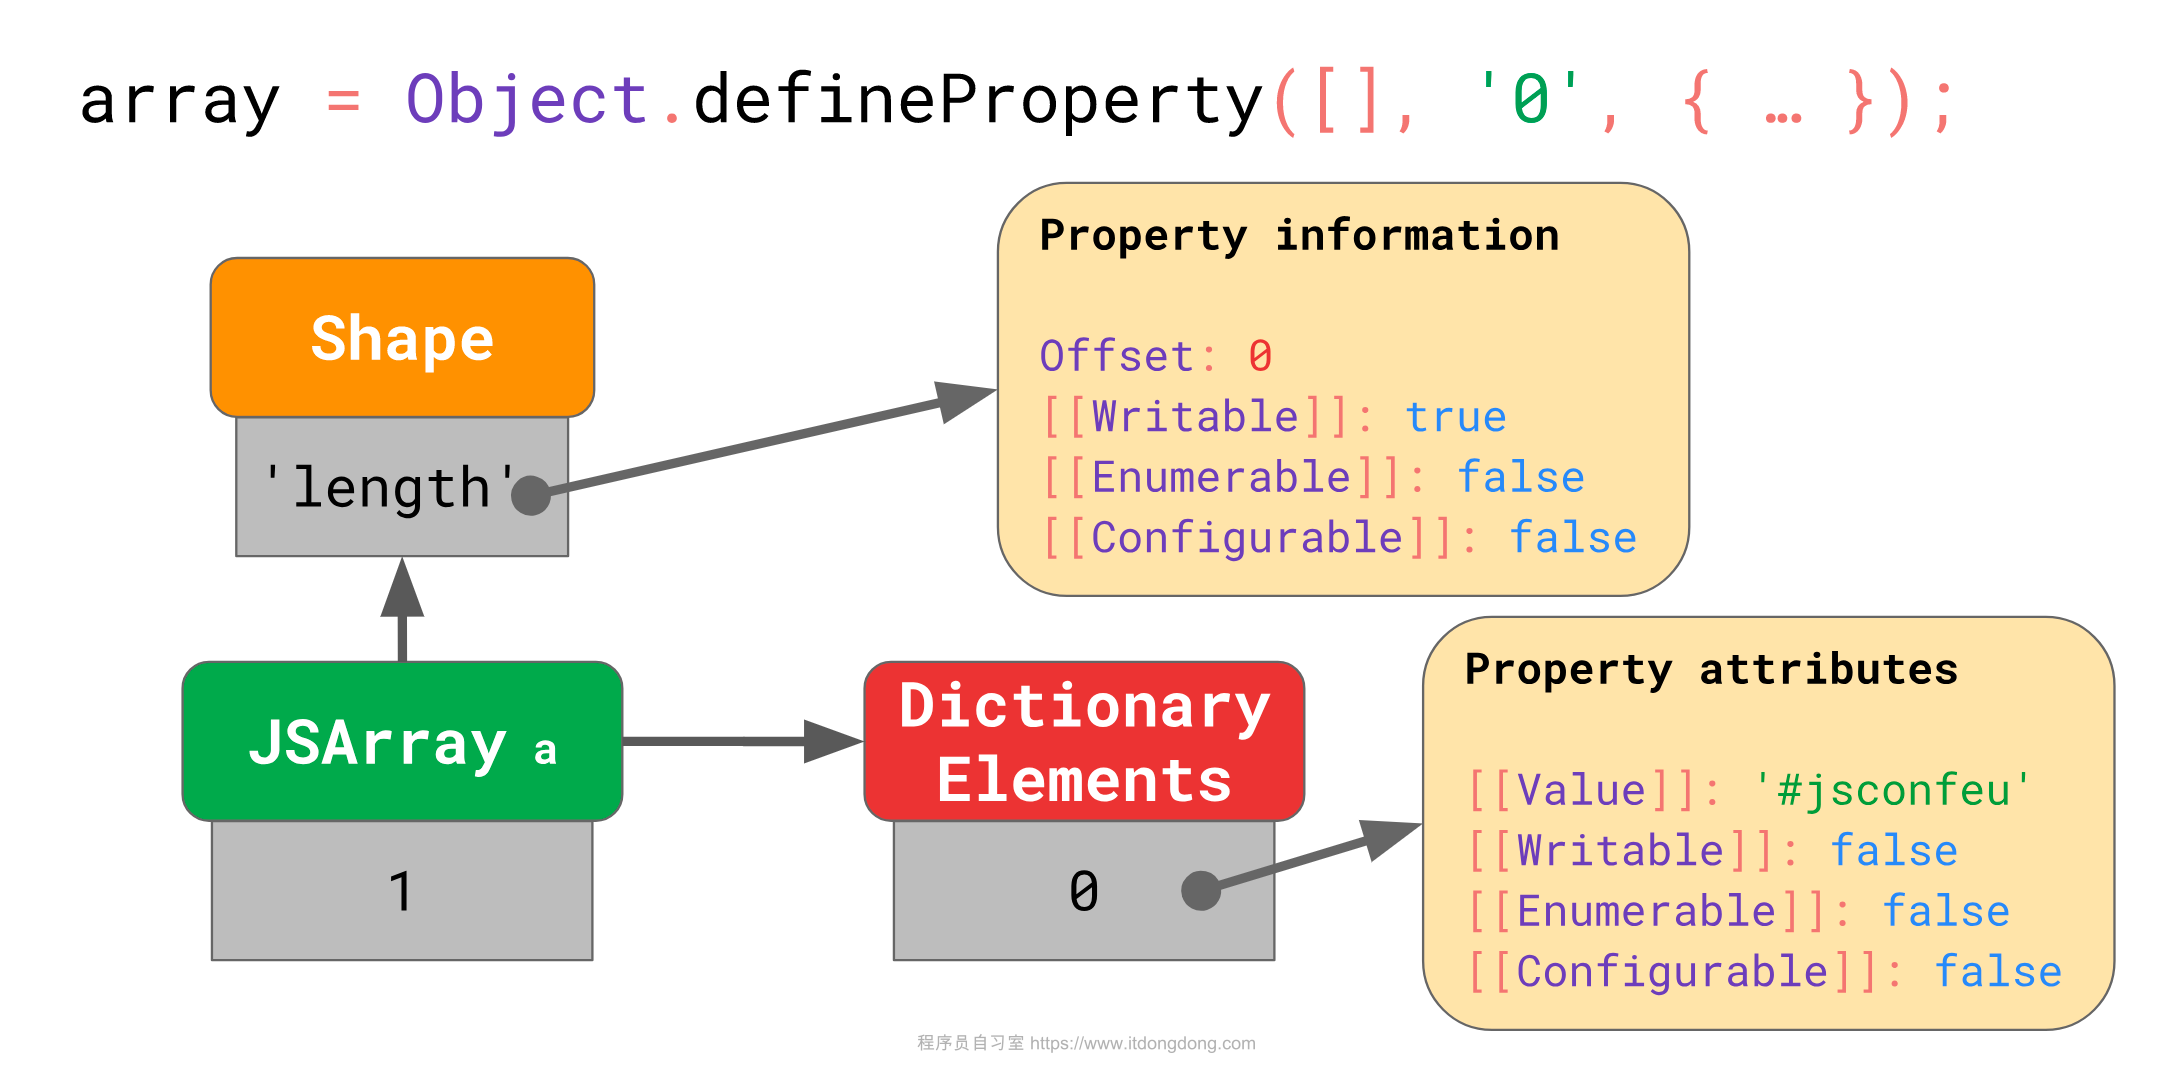 array = Object.defineProperty([], '0', { … });
Property information
Offset: 0
[[Writable]]: true
[[Enumerable]]: false
[[Configurable]]: false
Shape
'length'
JSArray a
1
Dictionary
Elements
0
Property attributes
[[Value]]: '#jsconfeu'
[[Writable]]: false
[[Enumerable]]: false
[[Configurable]]: false
程序员自习室 https://www.itdongdong.com